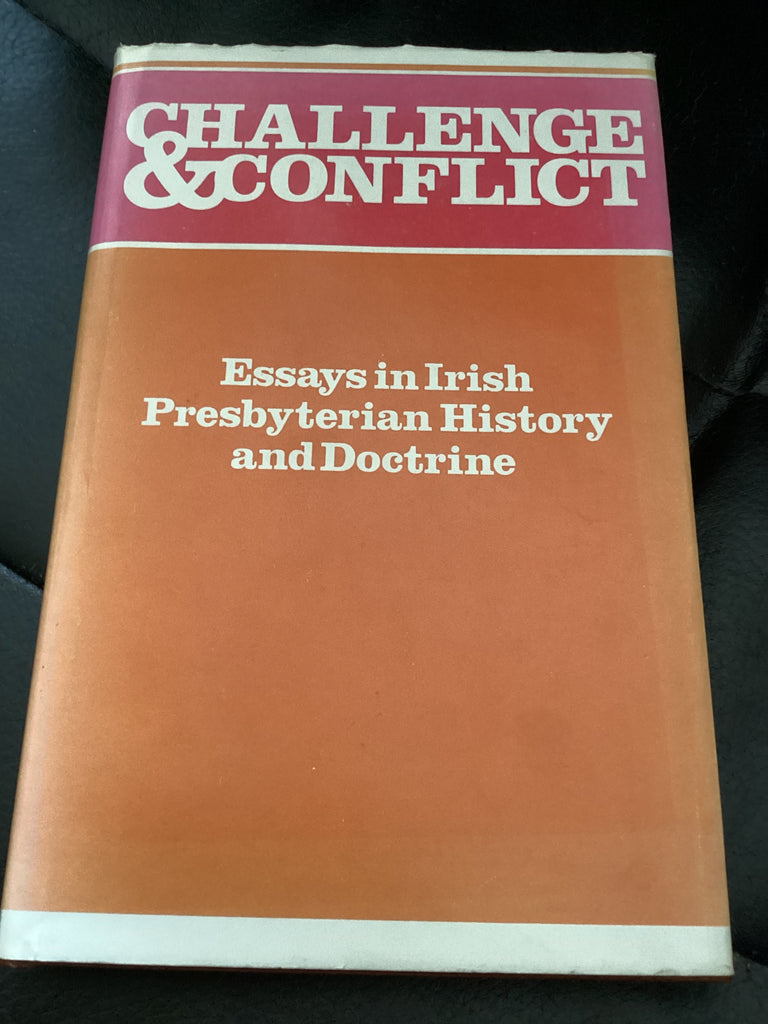 CHALLENGE
& CONFLICT
Essays in Irish
Presbyterian History
and Doctrine